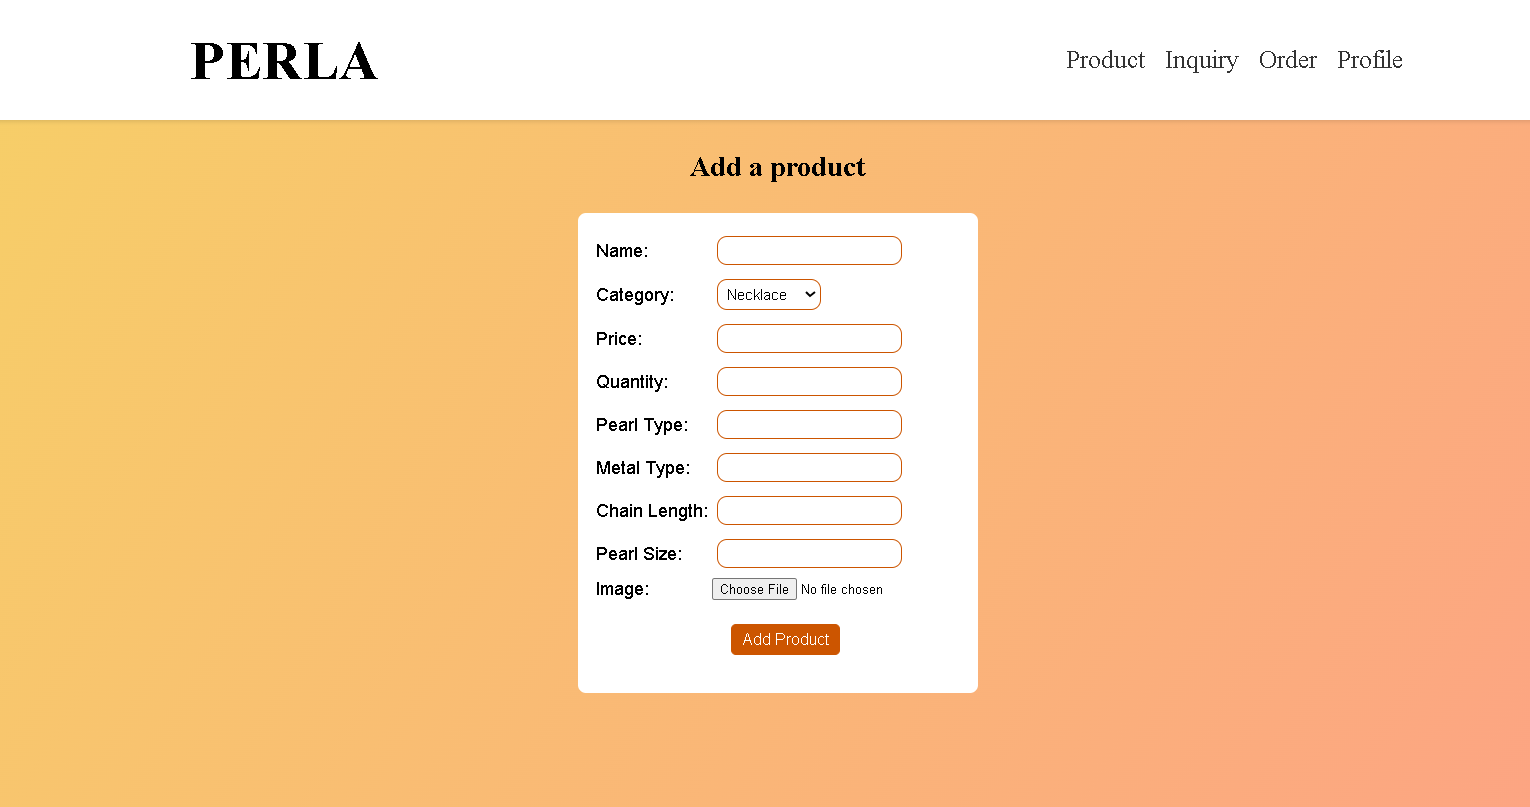 PERLA
Product Inquiry Order Profile
Add a product
Name:
Category: Necklace
Price:
Quantity:
Pearl Type:
Metal Type:
Chain Length:
Pearl Size:
Image: Choose File No file chosen
Add Product